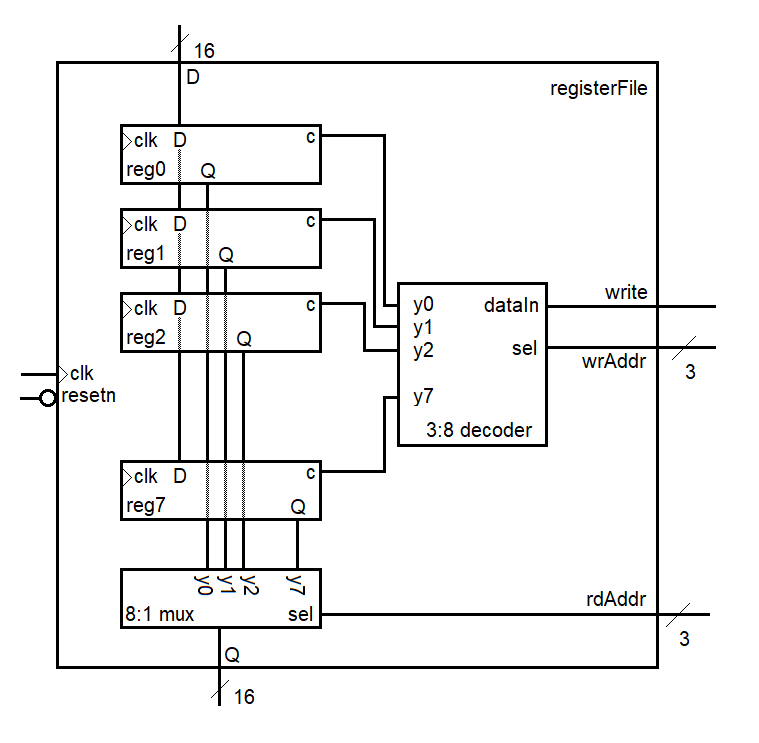 16
D
registerFile
clk D c
reg0 Q
clk D c
reg1 Q
clk D c
reg2 Q
y0 dataIn
y1
y2 sel
y7
3:8 decoder
write
wrAddr
3
clk
resetn
clk D c
reg7 Q
y0 y1 y2 y7
8:1 mux sel
rdAddr
3
Q
16